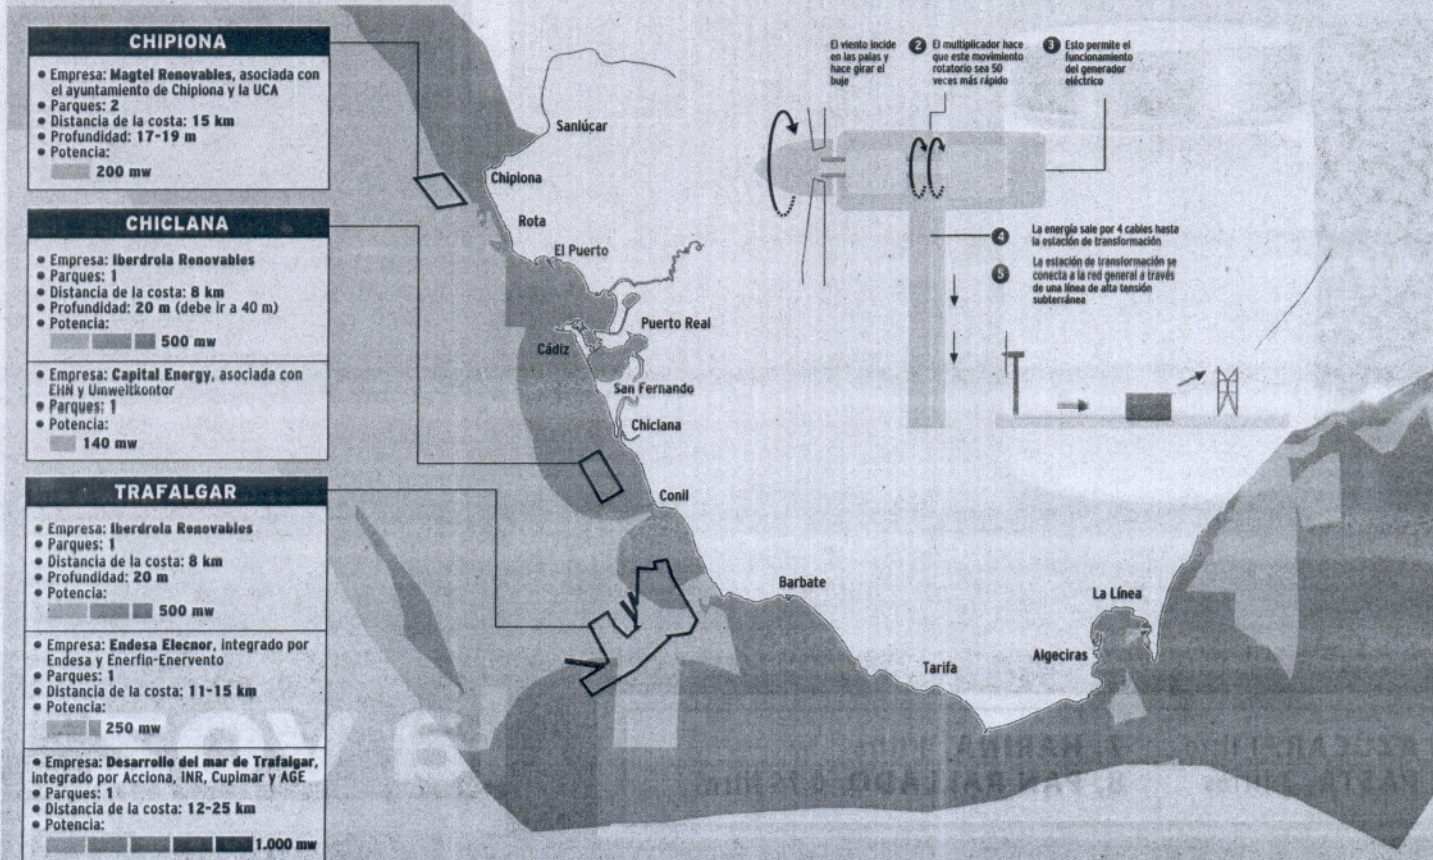 CHIPIONA
• Empresa: Magtel Renovables, asociada con
el ayuntamiento de Chipiona y la UCA
• Parques: 2
• Distancia de la costa: 15 km
• Profundidad: 17-19 m
• Potencia:
200 mw
CHICLANA
• Empresa: Iberdrola Renovables
• Parques: 1
• Distancia de la costa: 8 km
• Profundidad: 20 m (debe ir a 40 m)
• Potencia:
500 mw
• Empresa: Capital Energy, asociada con
EHN y Umweltkontor
• Parques: 1
• Potencia:
140 mw
TRAFALGAR
• Empresa: Iberdrola Renovables
• Parques: 1
• Distancia de la costa: 8 km
• Profundidad: 20 m
• Potencia:
500 mw
• Empresa: Endesa Elecnor, integrado por
Endesa y Enerfin-Enervento
• Parques: 1
• Distancia de la costa: 11-15 km
• Potencia:
250 mw
• Empresa: Desarrollo del mar de Trafalgar,
integrado por Acciona, INR, Cupimar y AGE
• Parques: 1
• Distancia de la costa: 12-25 km
• Potencia:
1.000 mw
Sanlúcar
Chipiona
Rota
El Puerto
Puerto Real
Cádiz
San Fernando
Chiclana
Conil
Barbate
Tarifa
La Línea
Algeciras
El viento incide
en las palas y
hace girar el
buje
2 El multiplicador hace
que este movimiento
rotatorio sea 50
veces más rápido
3 Esto permite el
funcionamiento
del generador
eléctrico
4 La energía sale por 4 cables hasta
la estación de transformación
5 La estación de transformación se
conecta a la red general a través
de una línea de alta tensión
subterránea